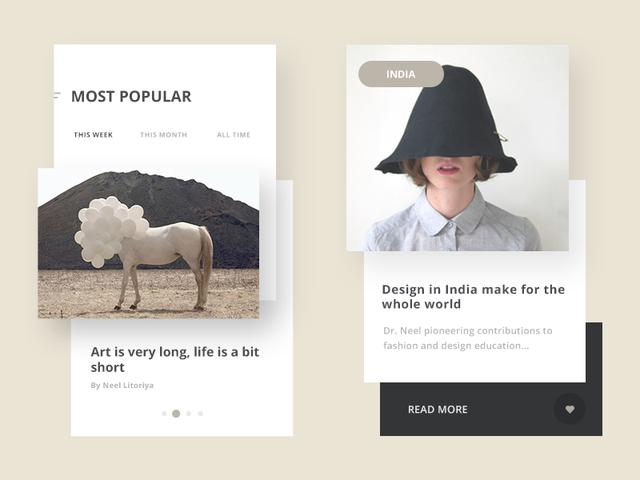 MOST POPULAR
THIS WEEK
THIS MONTH
ALL TIME
Art is very long, life is a bit
short
By Neel Litoriya
INDIA
Design in India make for the
whole world
Dr. Neel pioneering contributions to
fashion and design education...
READ MORE